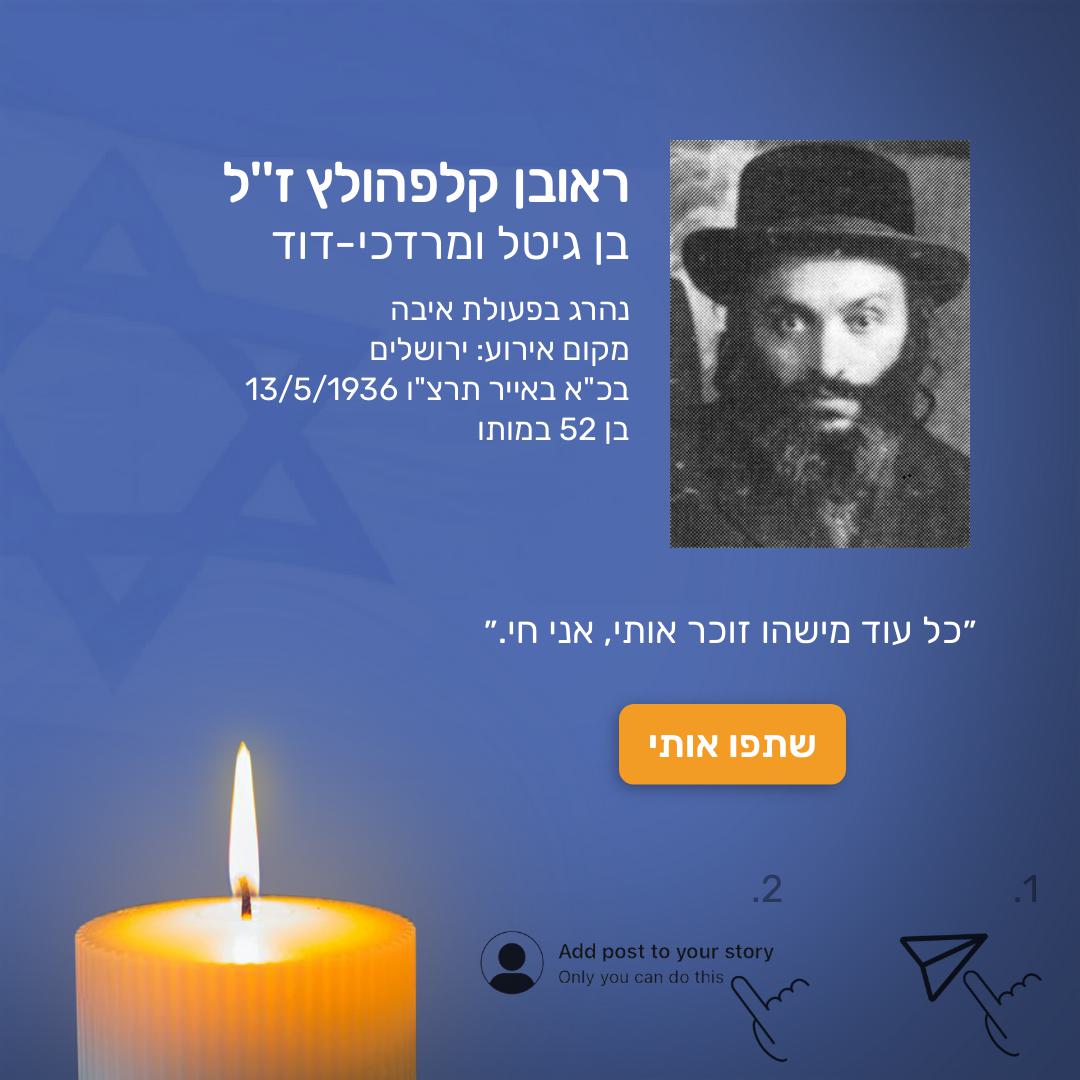 ראובן קלפהולץ ז"ל
בן גיטל ומרדכי-דוד
נהרג בפעולת איבה
מקום אירוע: ירושלים
בכ"א באייר תרצ"ו 13/5/1936
בן 52 במותו
״כל עוד מישהו זוכר אותי, אני חי.״
שתפו אותי
1.
2.
Add post to your story
Only you can do this